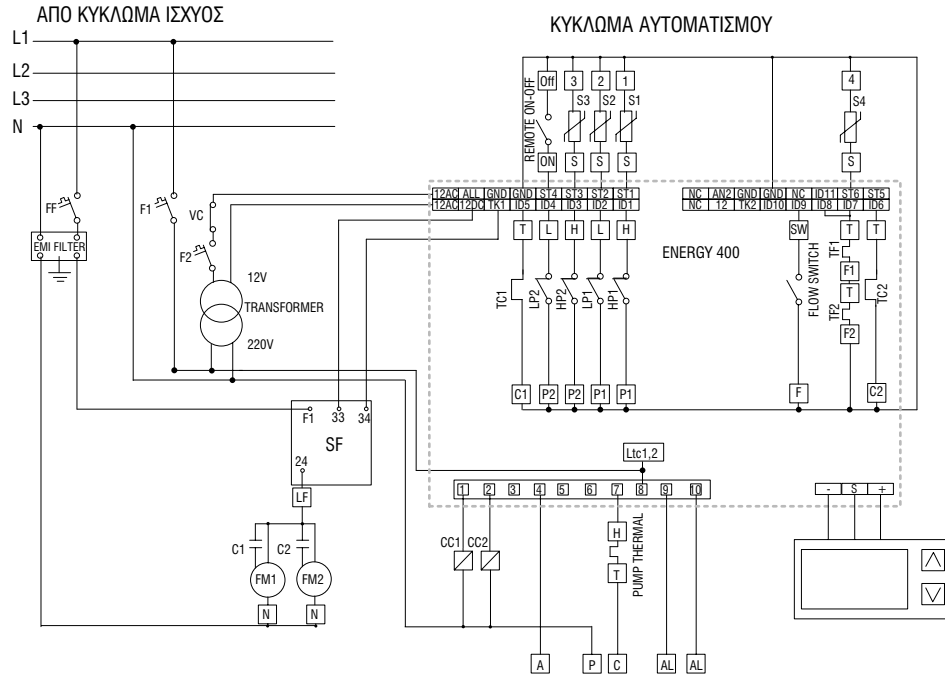 ΑΠΟ ΚΥΚΛΩΜΑ ΙΣΧΥΟΣ
ΚΥΚΛΩΜΑ ΑΥΤΟΜΑΤΙΣΜΟΥ
L1
L2
L3
N
REMOTE ON-OFF
Off 3 2 1 4
S3 S2 S1 S4
ON S S S S
12AC ALL GND GND ST4 ST3 ST2 ST1
12AC 12DC TK1 ID5 ID4 ID3 ID2 ID1
NC AN2 GND GND NC ID11 ST6 ST5
NC 12 TK2 ID10 ID9 ID8 ID7 ID6
FF
F1
VC
F2
EMI FILTER
12V
TRANSFORMER
220V
T L H L H
TC1 LP2 HP2 LP1 HP1
C1 P2 P2 P1 P1
ENERGY 400
SW T T
FLOW SWITCH
TF1
F1
T
TF2
F2
TC2
F C2
F1 33 34
SF
24
LF
C1 C2
FM1 FM2
N N
Ltc1,2
1 2 3 4 5 6 7 8 9 10
CC1 CC2
H
PUMP THERMAL
T
A P C AL AL
- S +